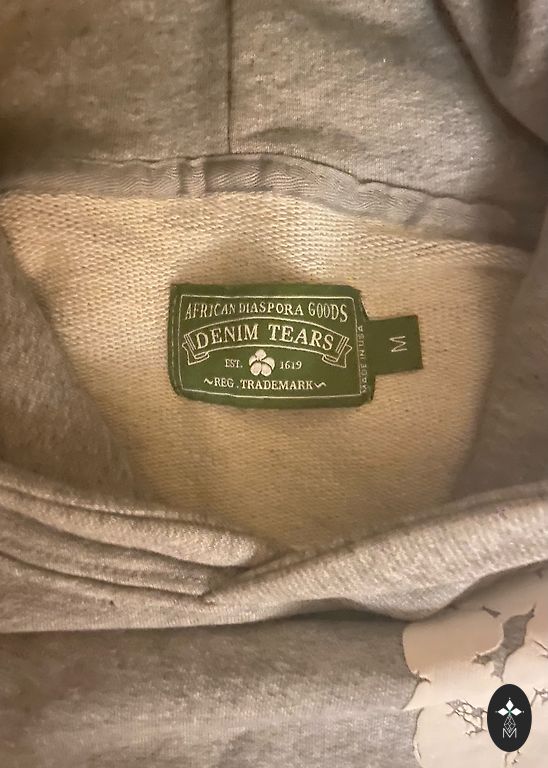 AFRICAN DIASPORA GOODS
DENIM TEARS
EST. 1619
~REG. TRADEMARK~
MADE IN USA
M
M